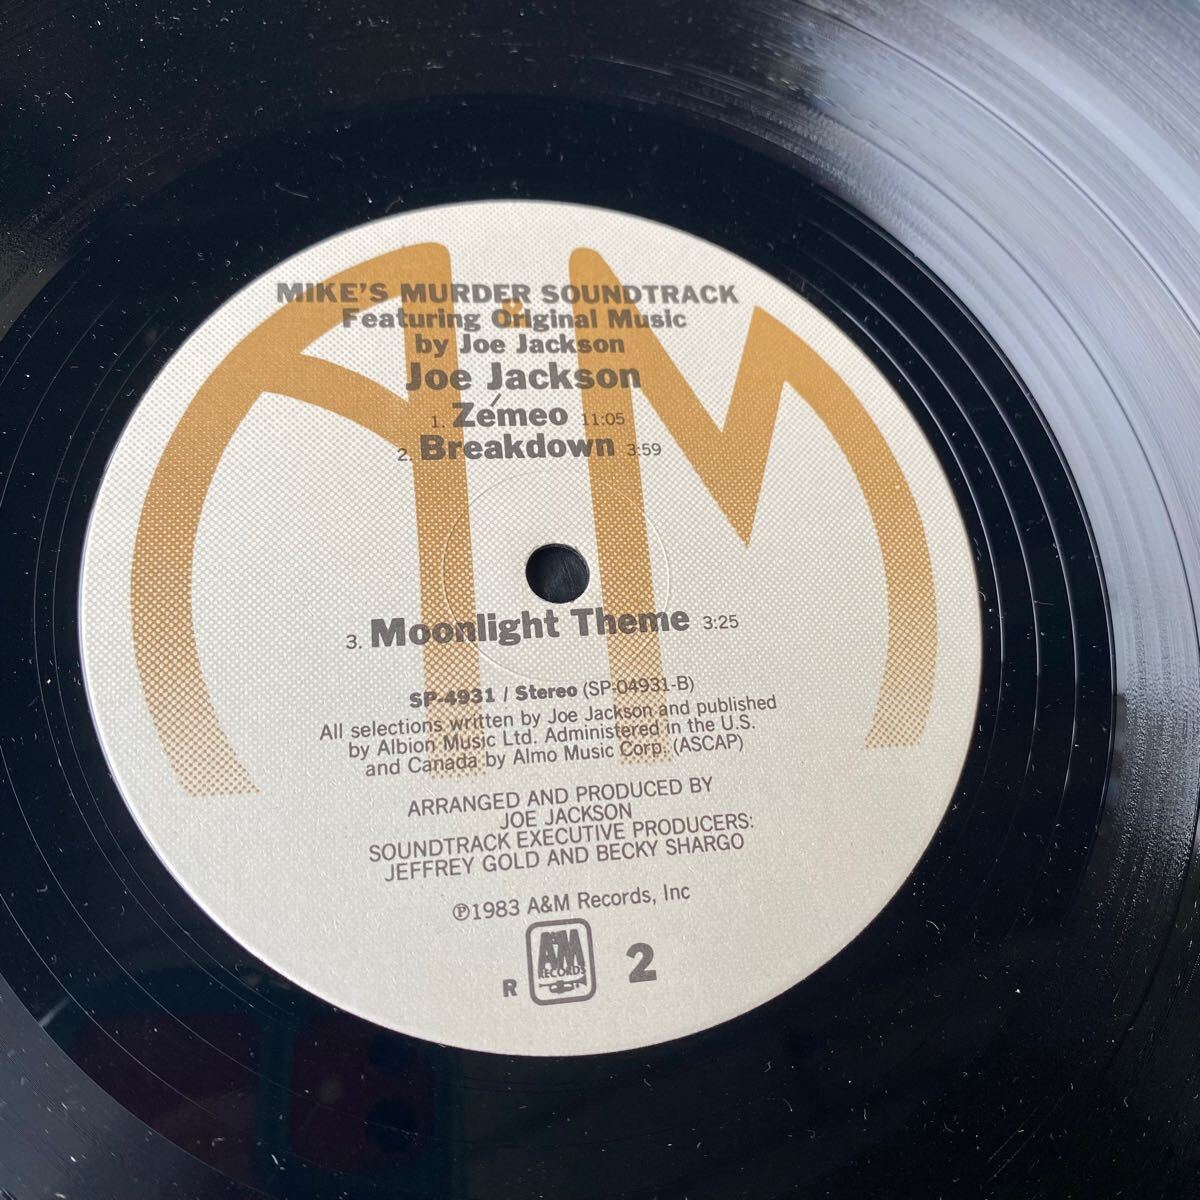 MIKE'S MURDER SOUNDTRACK
Featuring Original Music
by Joe Jackson
Joe Jackson
1. Zémeo 11:05
2. Breakdown 3:59
3. Moonlight Theme 3:25
SP-4931 / Stereo (SP-04931-B)
All selections written by Joe Jackson and published
by Albion Music Ltd. Administered in the U.S.
and Canada by Almo Music Corp. (ASCAP)
ARRANGED AND PRODUCED BY
JOE JACKSON
SOUNDTRACK EXECUTIVE PRODUCERS:
JEFFREY GOLD AND BECKY SHARGO
℗1983 A&M Records, Inc
R A&M RECORDS 2